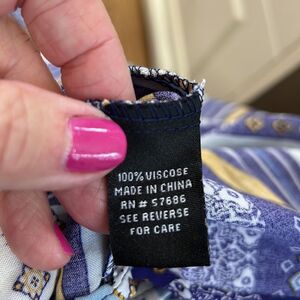 100% VISCOSE
MADE IN CHINA
RN # 57686
SEE REVERSE
FOR CARE